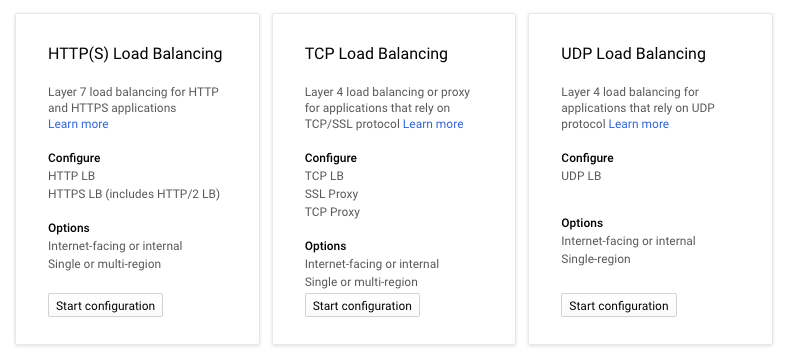 HTTP(S) Load Balancing
Layer 7 load balancing for HTTP
and HTTPS applications
Learn more
Configure
HTTP LB
HTTPS LB (includes HTTP/2 LB)
Options
Internet-facing or internal
Single or multi-region
Start configuration
TCP Load Balancing
Layer 4 load balancing or proxy
for applications that rely on
TCP/SSL protocol Learn more
Configure
TCP LB
SSL Proxy
TCP Proxy
Options
Internet-facing or internal
Single or multi-region
Start configuration
UDP Load Balancing
Layer 4 load balancing for
applications that rely on UDP
protocol Learn more
Configure
UDP LB
Options
Internet-facing or internal
Single-region
Start configuration